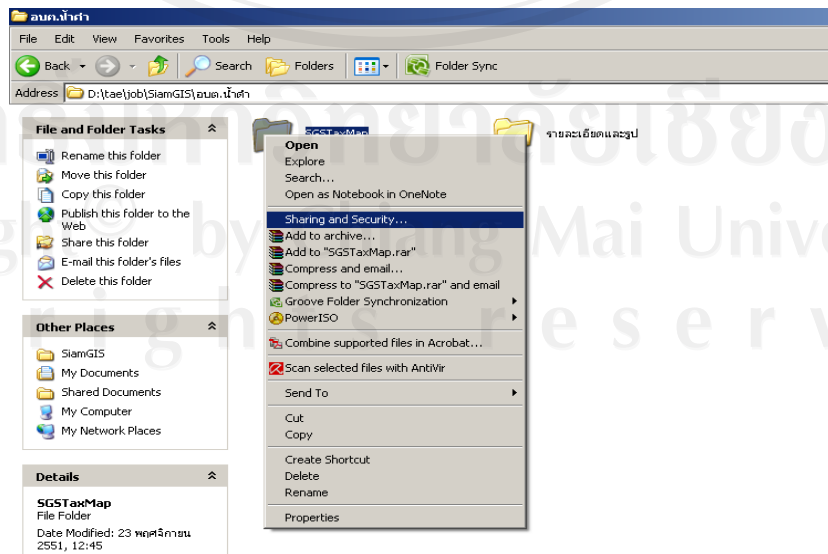 อบต.น้ำคำ
File Edit View Favorites Tools Help
Back Search Folders Folder Sync
Address D:\tae\job\SiamGIS\อบต.น้ำคำ
File and Folder Tasks
Rename this folder
Move this folder
Copy this folder
Publish this folder to the
Web
Share this folder
E-mail this folder's files
Delete this folder
Other Places
SiamGIS
My Documents
Shared Documents
My Computer
My Network Places
Details
SGSTaxMap
File Folder
Date Modified: 23 พฤศจิกายน
2551, 12:45
SGSTaxMap
รายละเอียดและรูป
Open
Explore
Search...
Open as Notebook in OneNote
Sharing and Security...
Add to archive...
Add to "SGSTaxMap.rar"
Compress and email...
Compress to "SGSTaxMap.rar" and email
Groove Folder Synchronization
PowerISO
Combine supported files in Acrobat...
Scan selected files with AntiVir
Send To
Cut
Copy
Create Shortcut
Delete
Rename
Properties